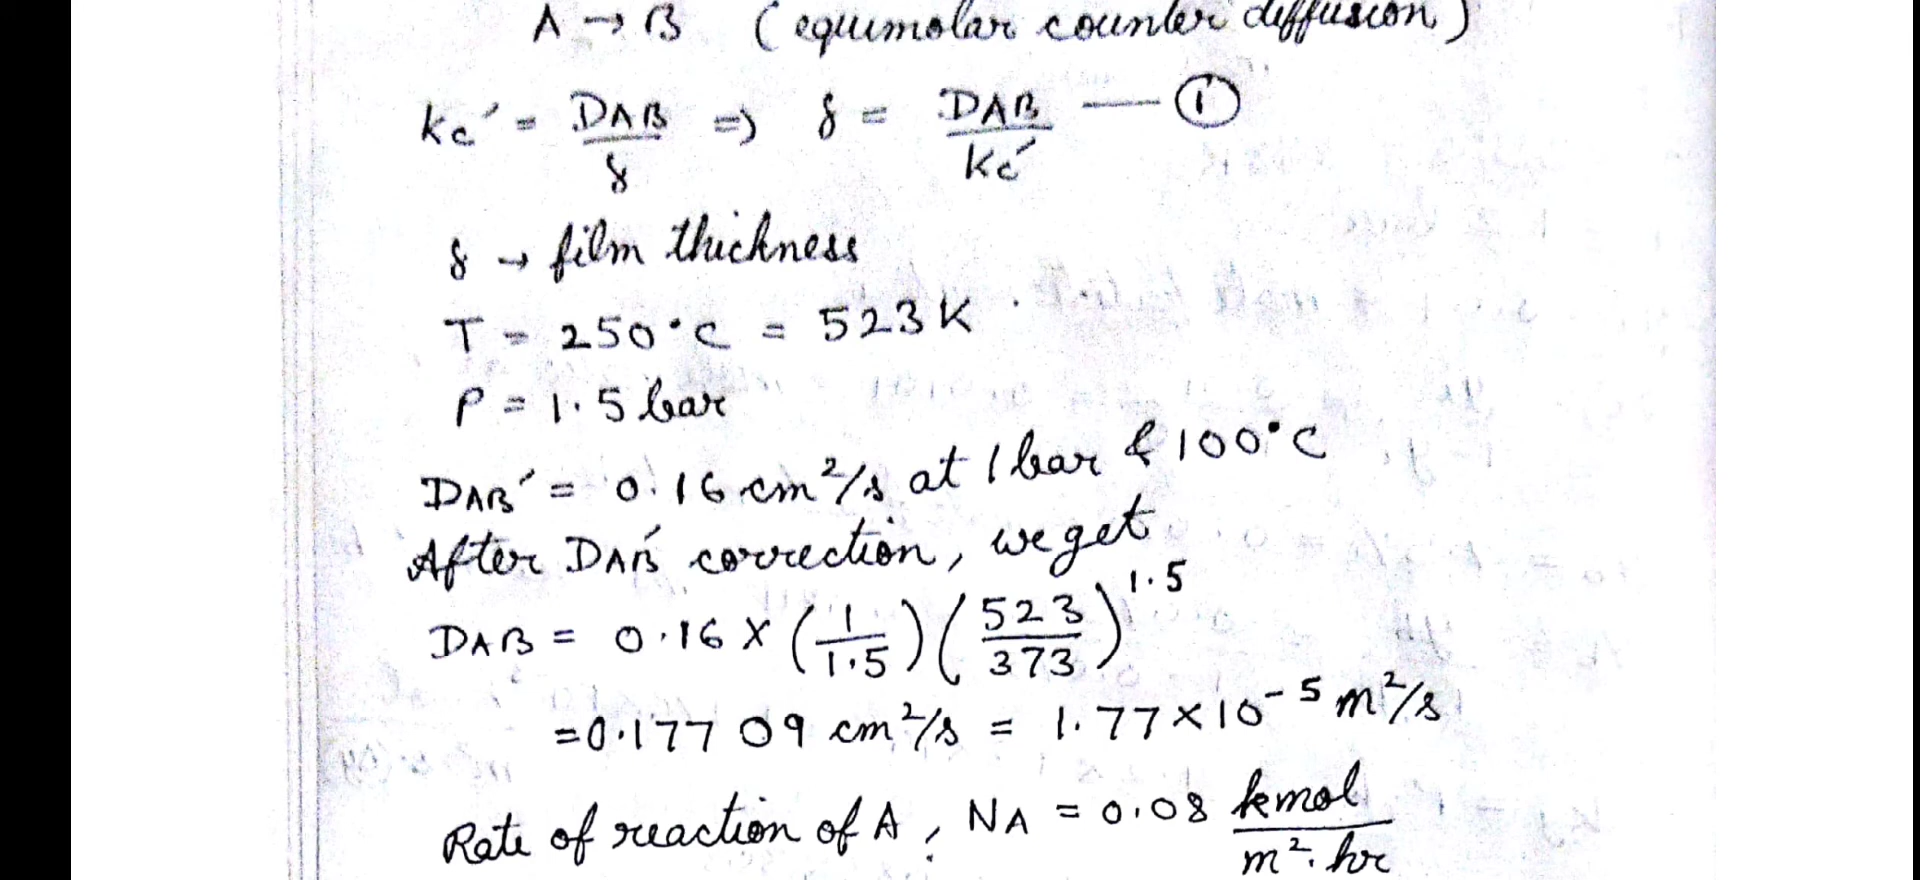 A → B (equimolar counter diffusion)
kc' = DAB/δ => δ = DAB/kc' — ①
δ → film thickness
T = 250°C = 523 K
P = 1.5 bar
DAB' = 0.16 cm²/s at 1 bar & 100°C
After DAB' correction, we get
DAB = 0.16 × (1/1.5) (523/373)^1.5
= 0.17709 cm²/s = 1.77 × 10^-5 m²/s
Rate of reaction of A, NA = 0.08 kmol/m².hr